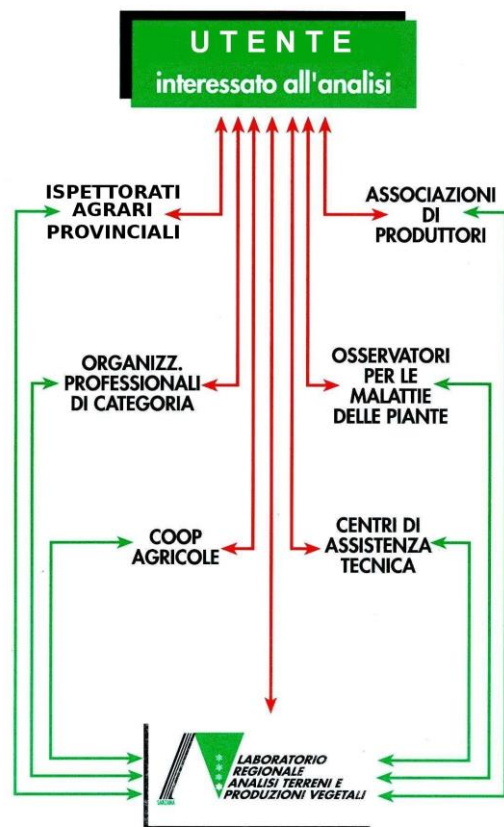 UTENTE
interessato all'analisi
ISPETTORATI
AGRARI
PROVINCIALI
ASSOCIAZIONI
DI
PRODUTTORI
ORGANIZZ.
PROFESSIONALI
DI CATEGORIA
OSSERVATORI
PER LE
MALATTIE
DELLE PIANTE
COOP
AGRICOLE
CENTRI DI
ASSISTENZA
TECNICA
LABORATORIO
REGIONALE
ANALISI TERRENI E
PRODUZIONI VEGETALI
SARZANA